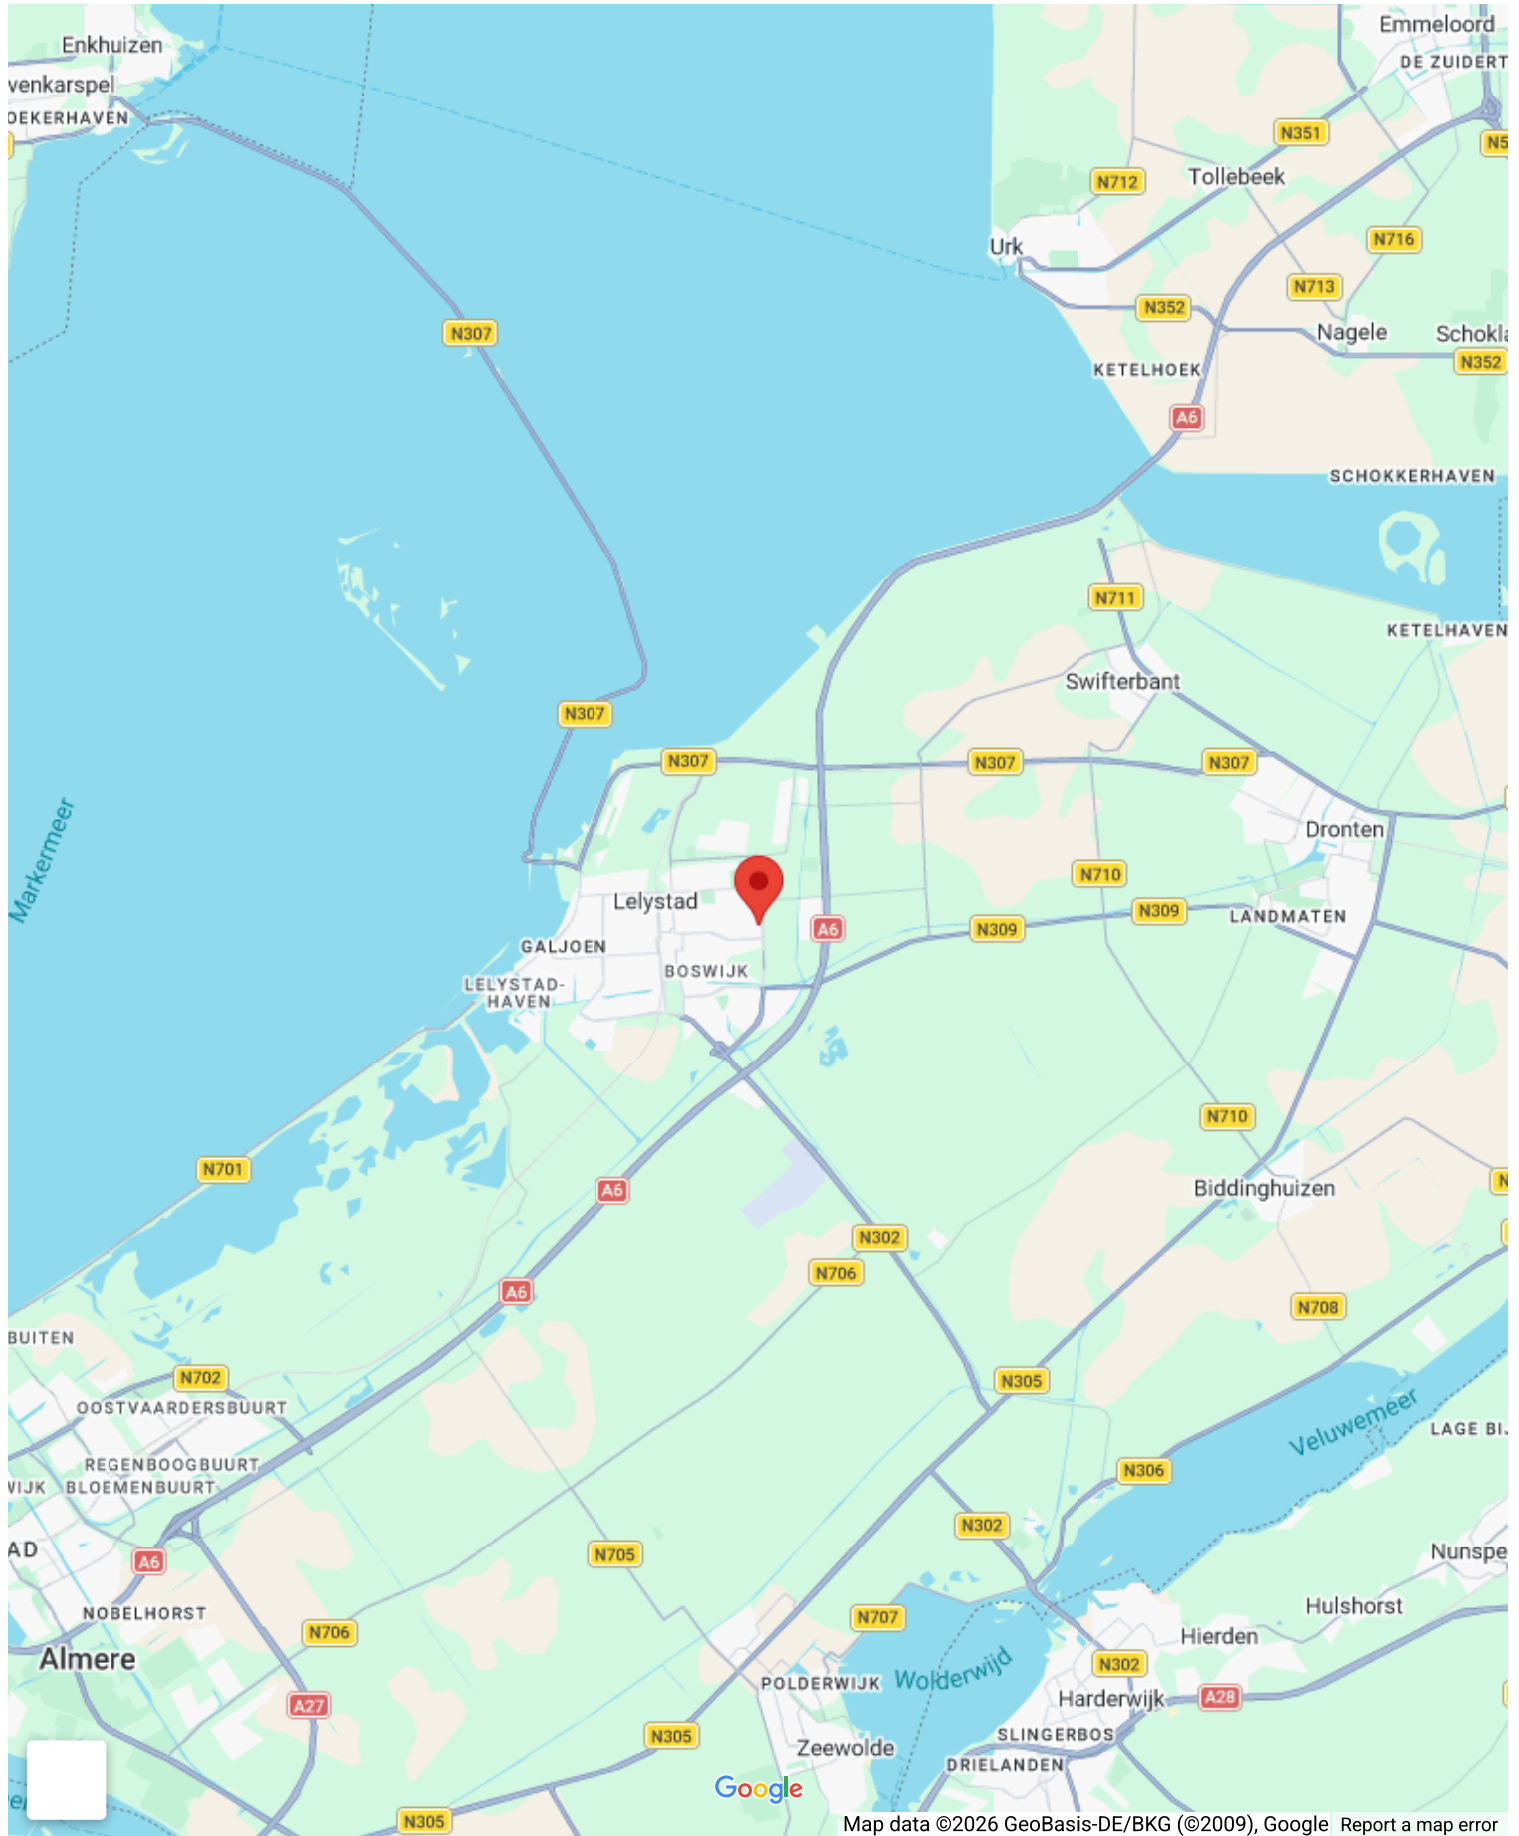 Enkhuizen
Emmeloord
DE ZUIDERT
venkarspel
OEKERHAVEN
N351
N5
N712
Tollebeek
Urk
N716
N713
N352
N307
Nagele
Schokla
N352
KETELHOEK
A6
SCHOKKERHAVEN
N711
KETELHAVEN
Swifterbant
N307
N307
N307
N307
Markermeer
Dronten
N710
Lelystad
N309
LANDMATEN
A6
N309
GALJOEN
BOSWIJK
LELYSTAD-
HAVEN
N710
N701
A6
Biddinghuizen
N
N302
N706
A6
N708
BUITEN
N702
N305
OOSTVAARDERSBUURT
Veluwemeer
LAGE BIJ
REGENBOOGBUURT
N306
WIJK
BLOEMENBUURT
N302
AD
A6
N705
Nunspe
NOBELHORST
Hulshorst
N707
N706
Hierden
Almere
Wolderwijd
N302
POLDERWIJK
Harderwijk
A28
A27
N305
SLINGERBOS
Zeewolde
DRIELANDEN
Google
N305
Map data ©2026 GeoBasis-DE/BKG (©2009), Google
Report a map error